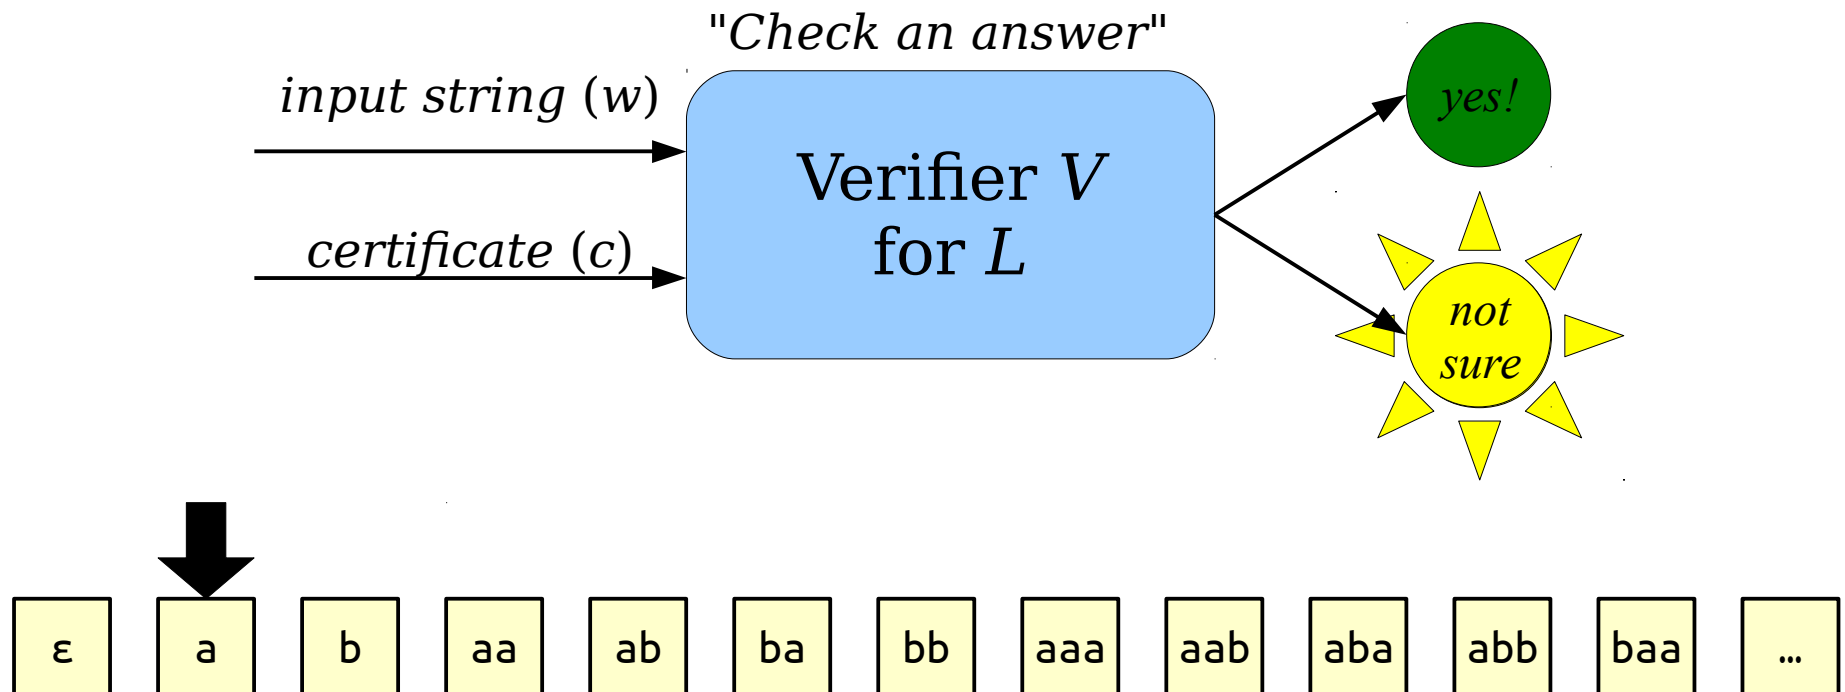 "Check an answer"
input string (w)
certificate (c)
Verifier V
for L
yes!
not
sure
ε a b aa ab ba bb aaa aab aba abb baa …